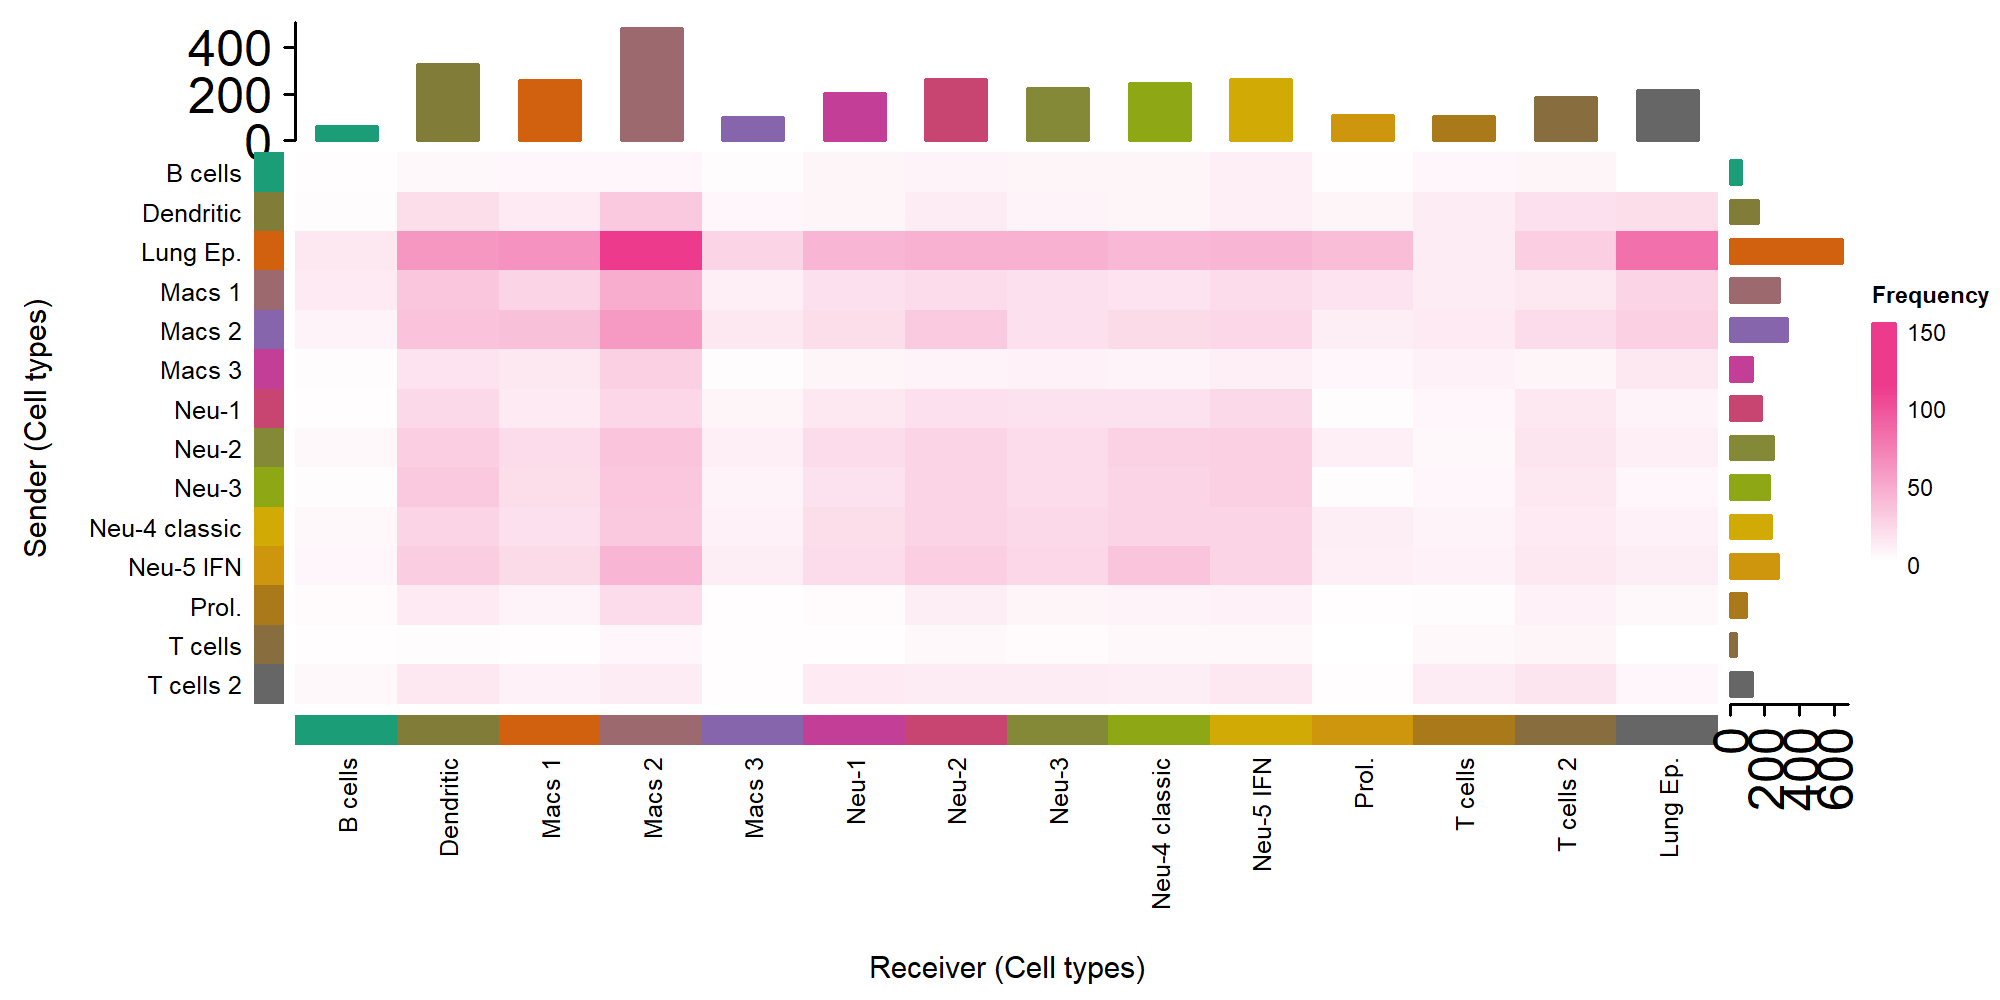 400
200
0
B cells
Dendritic
Lung Ep.
Macs 1
Macs 2
Macs 3
Neu-1
Neu-2
Neu-3
Neu-4 classic
Neu-5 IFN
Prol.
T cells
T cells 2
Sender (Cell types)
Frequency
150
100
50
0
0
200
400
600
B cells
Dendritic
Macs 1
Macs 2
Macs 3
Neu-1
Neu-2
Neu-3
Neu-4 classic
Neu-5 IFN
Prol.
T cells
T cells 2
Lung Ep.
Receiver (Cell types)